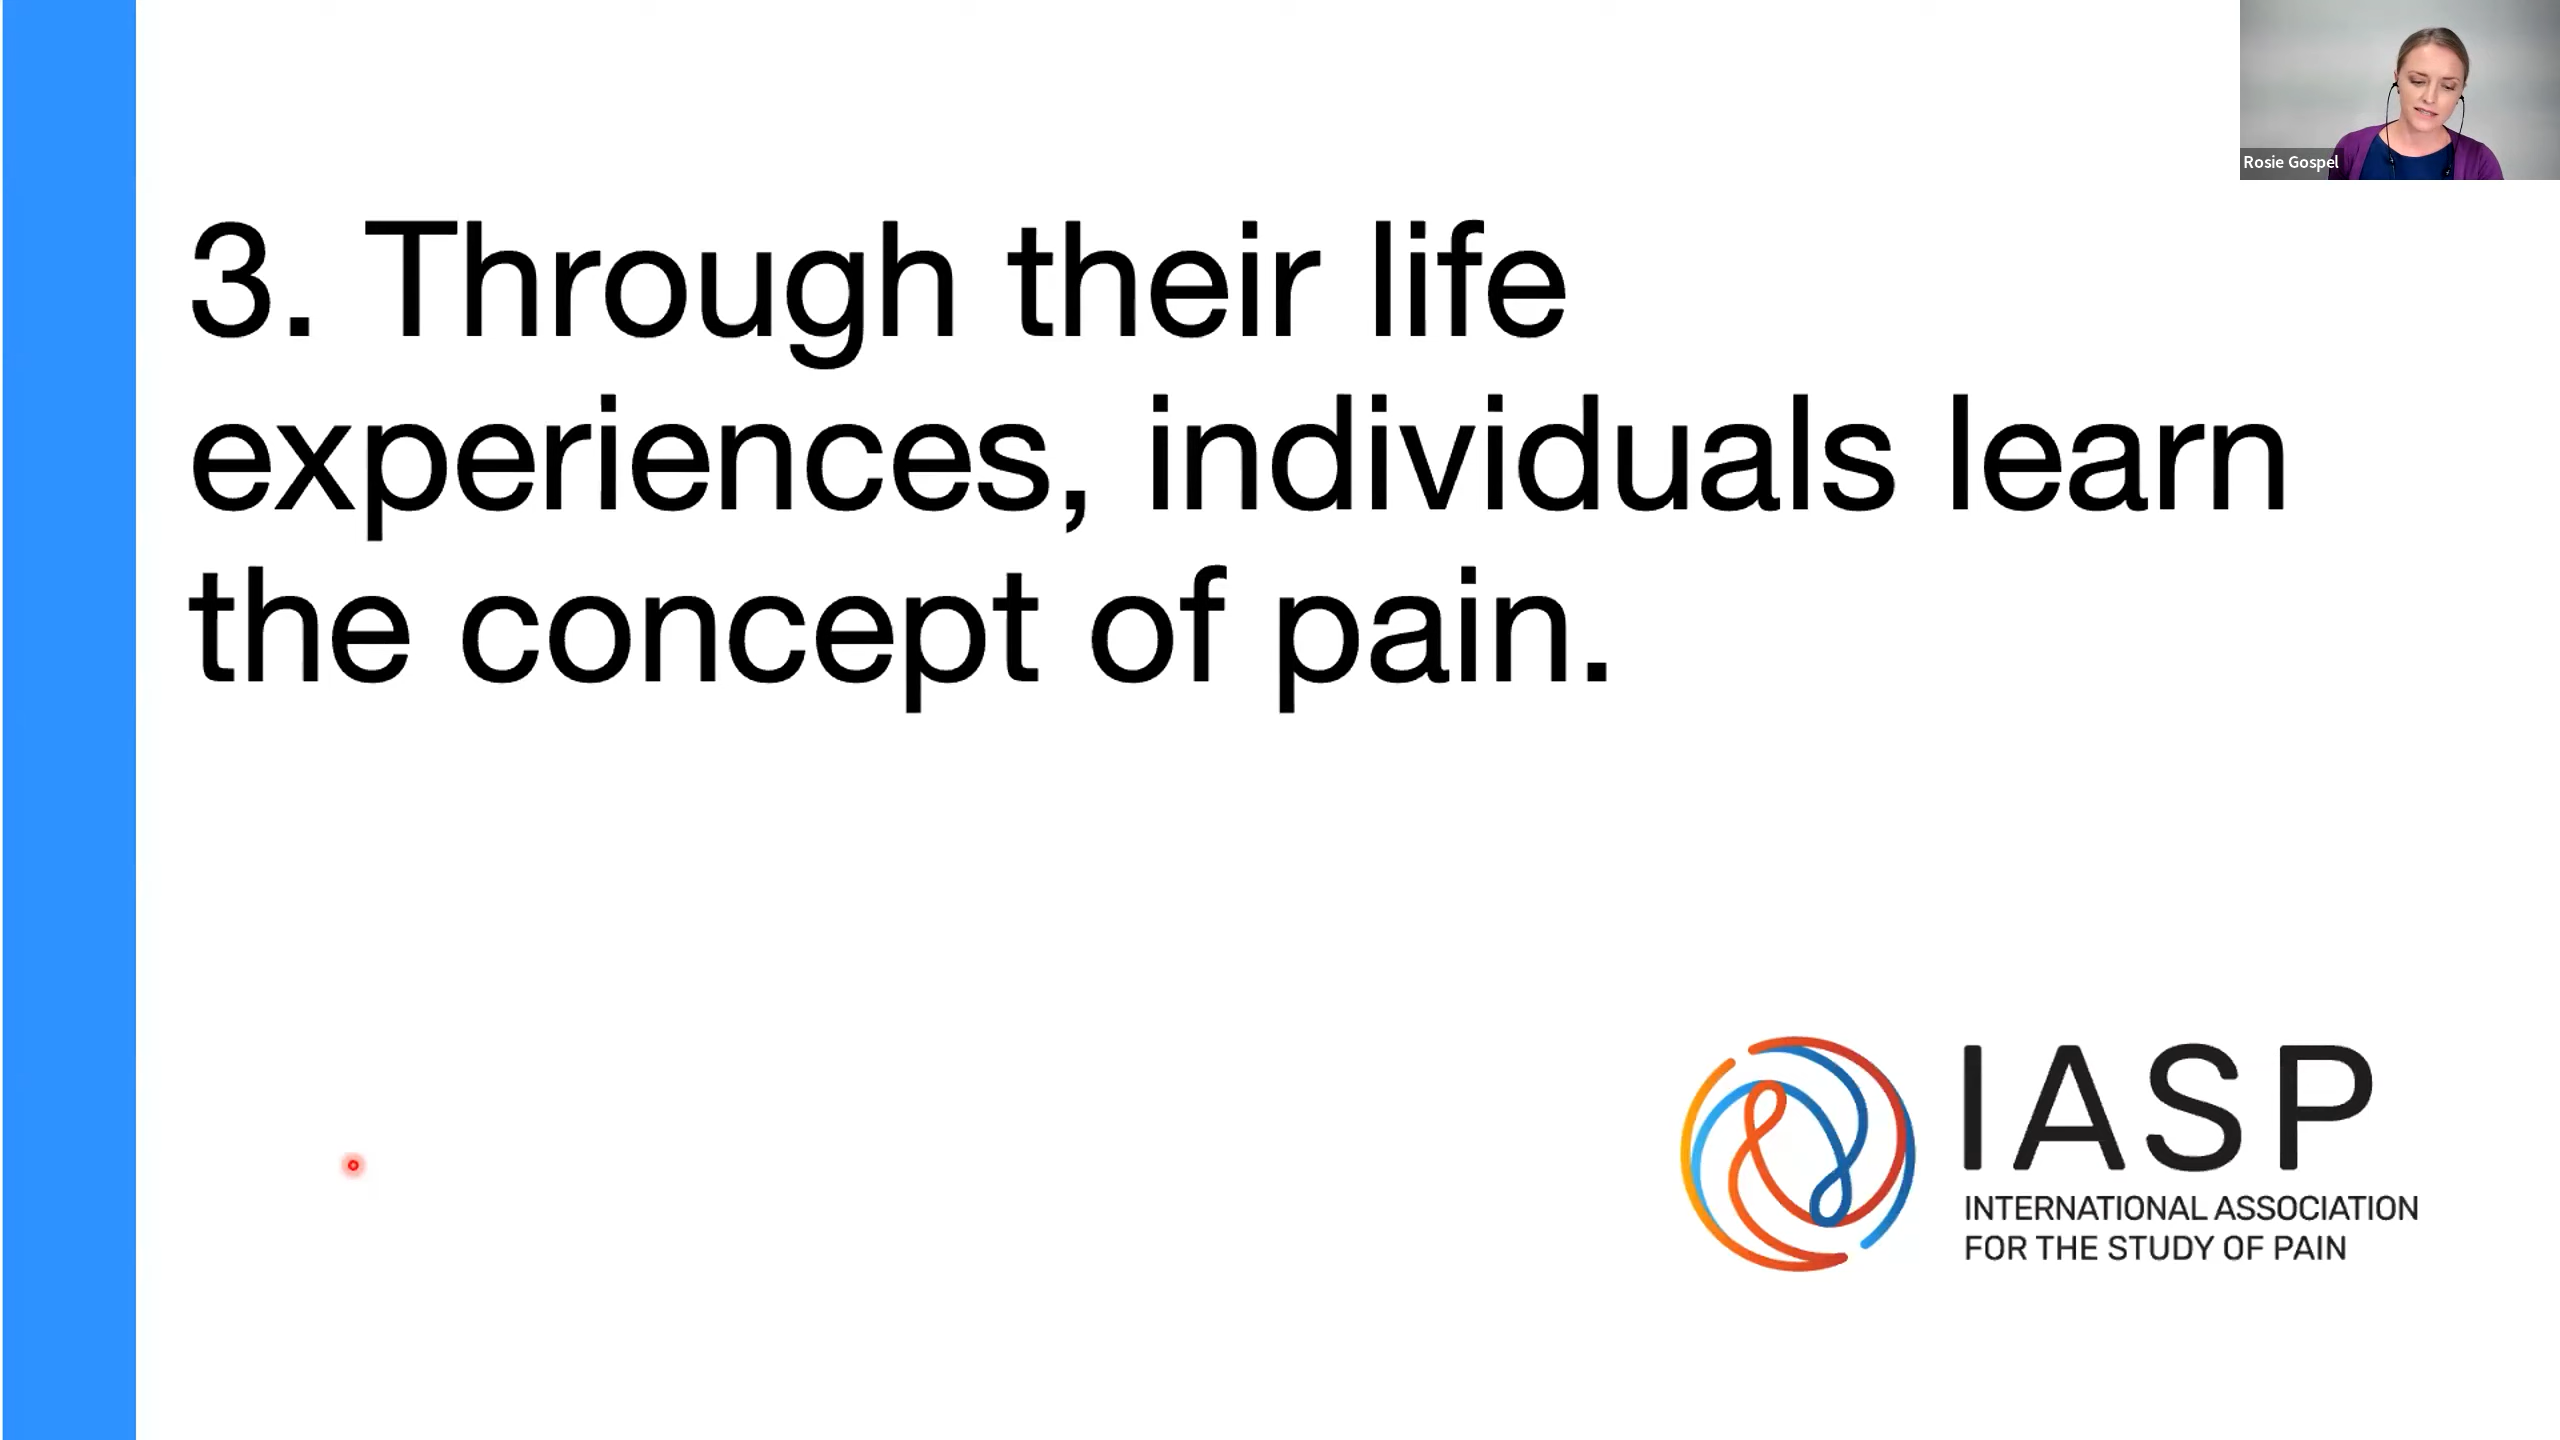 Rosie Gospel
3. Through their life
experiences, individuals learn
the concept of pain.
IASP
INTERNATIONAL ASSOCIATION
FOR THE STUDY OF PAIN